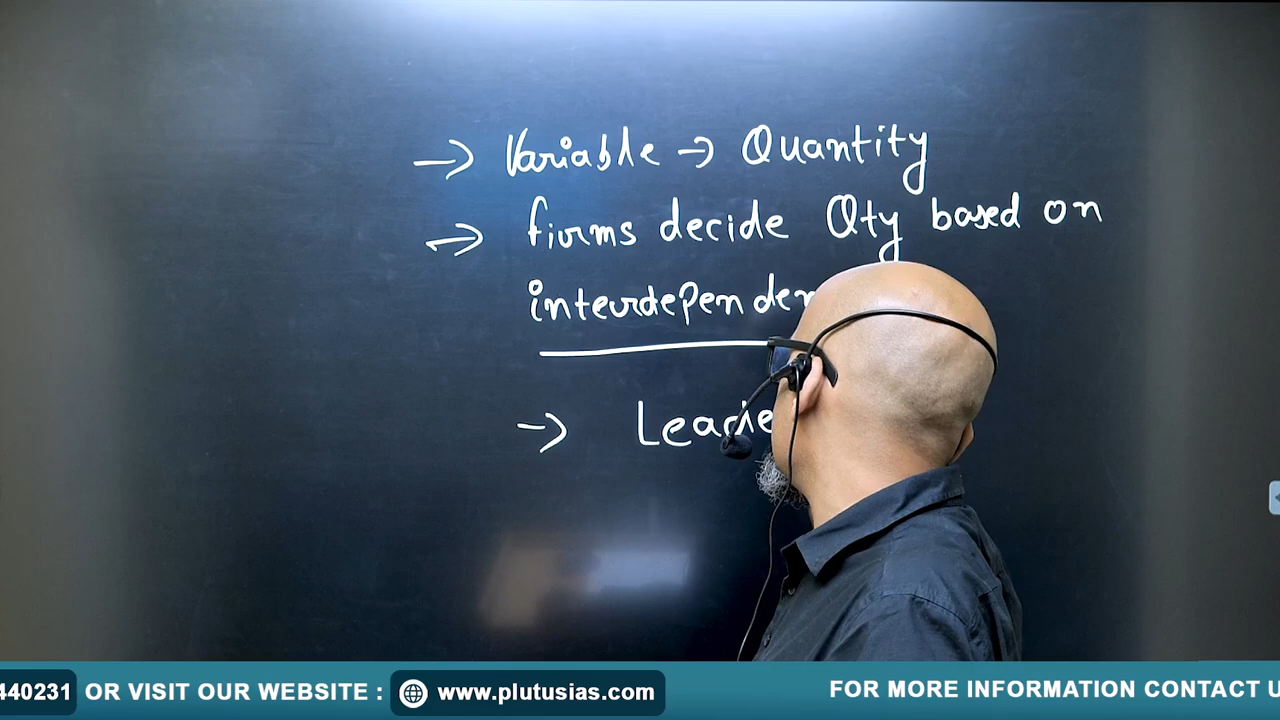 → Variable → Quantity
→ firms decide Qty based on
interdepen
→ Leade
440231 OR VISIT OUR WEBSITE : www.plutusias.com FOR MORE INFORMATION CONTACT U